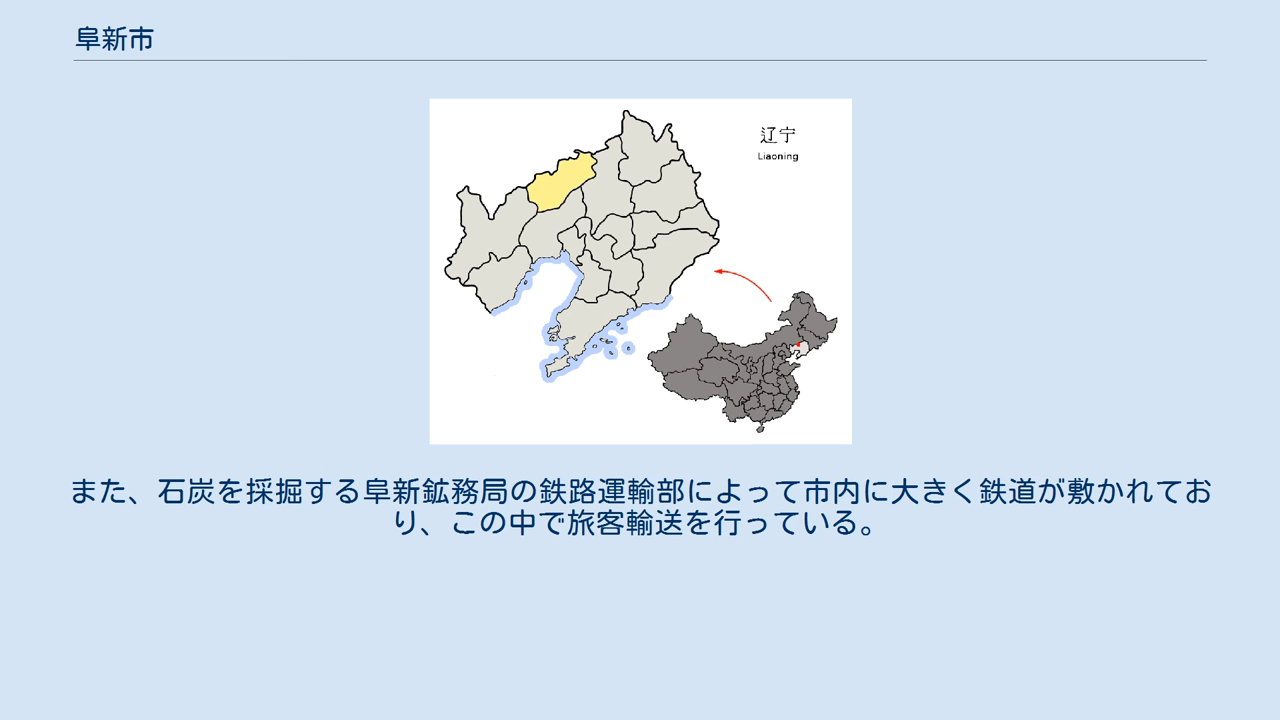 阜新市
辽宁
Liaoning
また、石炭を採掘する阜新鉱務局の鉄路運輸部によって市内に大きく鉄道が敷かれてお
り、この中で旅客輸送を行っている。